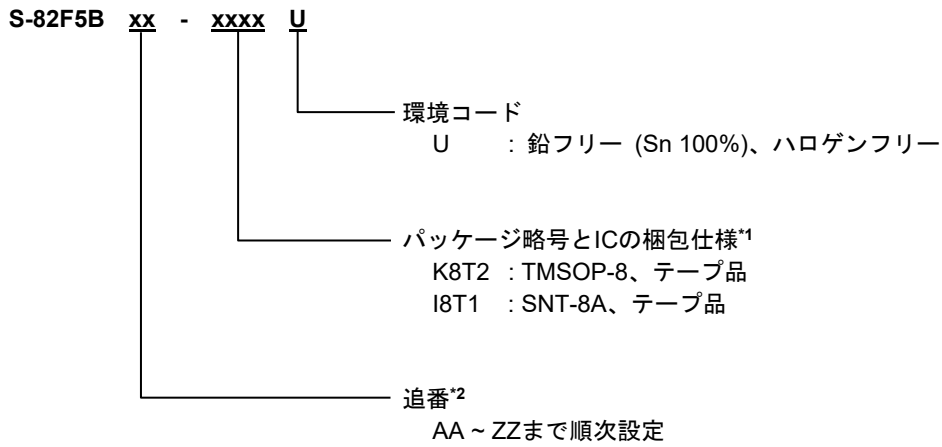 S-82F5B xx - xxxx U
環境コード
U : 鉛フリー (Sn 100%)、ハロゲンフリー
パッケージ略号とICの梱包仕様*1
K8T2 : TMSOP-8、テープ品
I8T1 : SNT-8A、テープ品
追番*2
AA ~ ZZまで順次設定